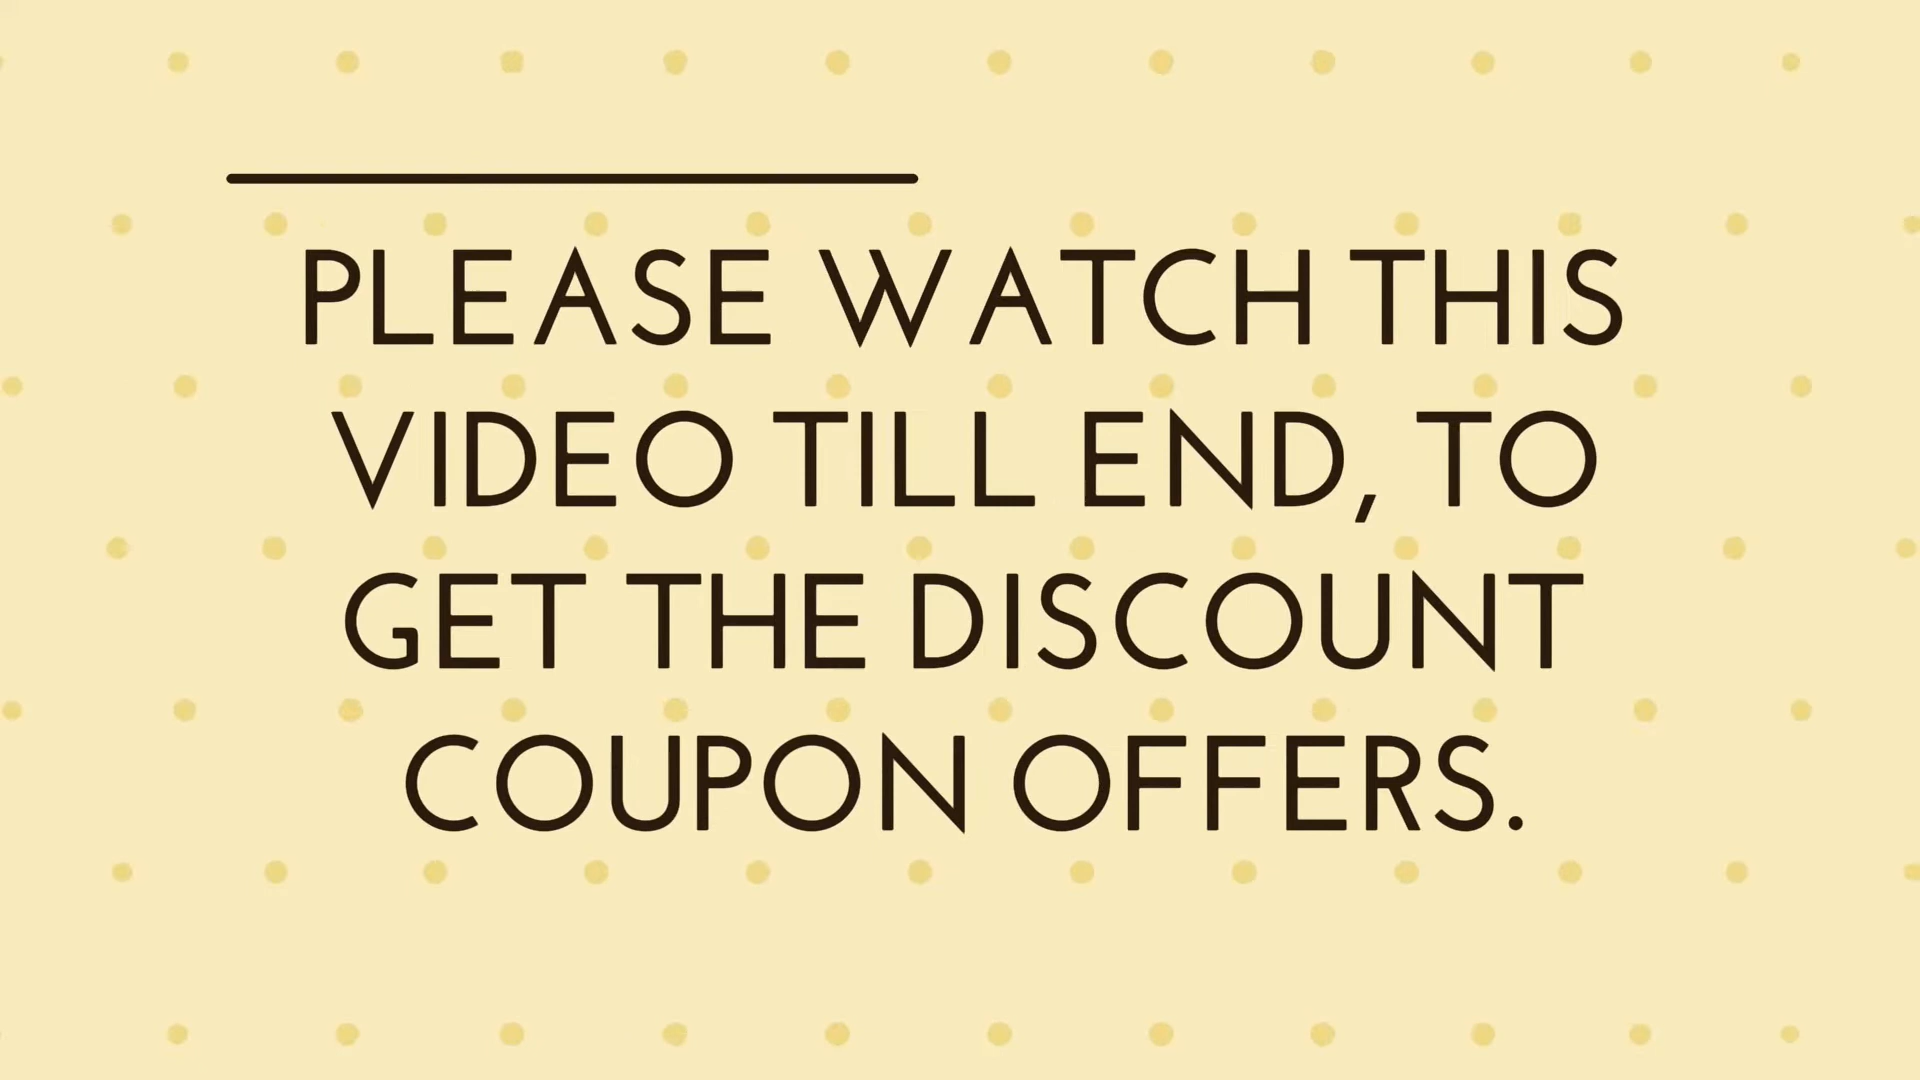 PLEASE WATCH THIS
VIDEO TILL END, TO
GET THE DISCOUNT
COUPON OFFERS.